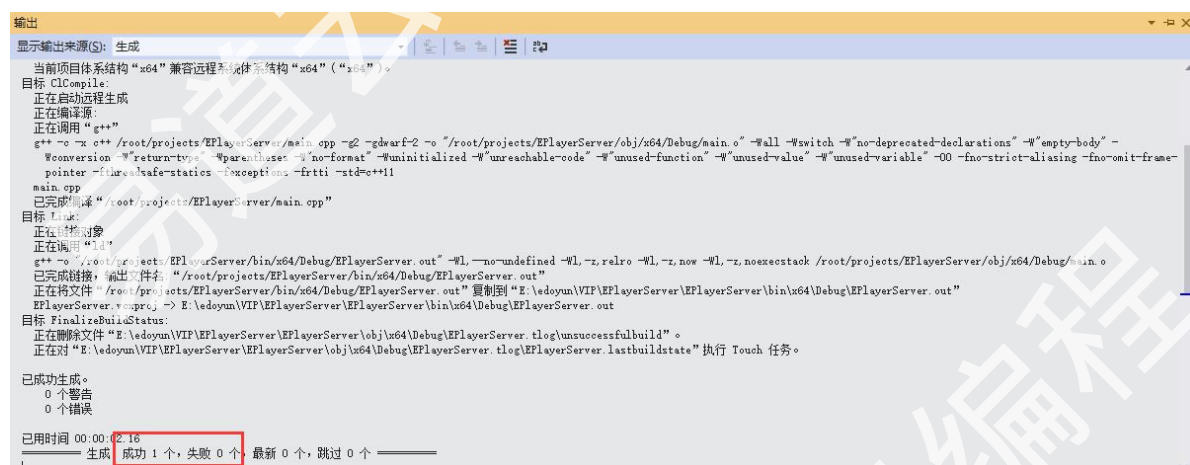 输出
显示输出来源(S): 生成
当前项目体系结构“x64”兼容远程系统体系结构“x64”(“x64”)。
目标 ClCompile:
正在启动远程生成
正在编译源:
正在调用“g++”
g++ -c -x c++ /root/projects/EPlayerServer/main.cpp -g2 -gdwarf-2 -o "/root/projects/EPlayerServer/obj/x64/Debug/main.o" -Wall -Wswitch -W"no-deprecated-declarations" -W"empty-body" -
Wconversion -W"return-type" -Wparentheses -W"no-format" -Wuninitialized -W"unreachable-code" -W"unused-function" -W"unused-value" -W"unused-variable" -O0 -fno-strict-aliasing -fno-omit-frame-
pointer -fthreadsafe-statics -fexceptions -frtti -std=c++11
main.cpp
已完成编译“/root/projects/EPlayerServer/main.cpp”
目标 Link:
正在链接对象
正在调用“ld”
g++ -o "/root/projects/EPlayerServer/bin/x64/Debug/EPlayerServer.out" -Wl,--no-undefined -Wl,-z,relro -Wl,-z,now -Wl,-z,noexecstack /root/projects/EPlayerServer/obj/x64/Debug/main.o
已完成链接，输出文件名:“/root/projects/EPlayerServer/bin/x64/Debug/EPlayerServer.out”
正在将文件“/root/projects/EPlayerServer/bin/x64/Debug/EPlayerServer.out”复制到“E:\edoyun\VIP\EPlayerServer\EPlayerServer\bin\x64\Debug\EPlayerServer.out”
EPlayerServer.vcxproj -> E:\edoyun\VIP\EPlayerServer\EPlayerServer\bin\x64\Debug\EPlayerServer.out
目标 FinalizeBuildStatus:
正在删除文件“E:\edoyun\VIP\EPlayerServer\EPlayerServer\obj\x64\Debug\EPlayerServer.tlog\unsuccessfulbuild”。
正在对“E:\edoyun\VIP\EPlayerServer\EPlayerServer\obj\x64\Debug\EPlayerServer.tlog\EPlayerServer.lastbuildstate”执行 Touch 任务。
已成功生成。
0 个警告
0 个错误
已用时间 00:00:02.16
========== 生成: 成功 1 个，失败 0 个，最新 0 个，跳过 0 个 ==========
易道云
编程